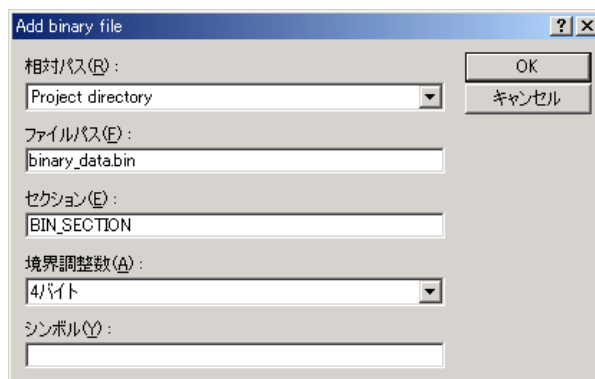 Add binary file
相対パス(R) :
Project directory
ファイルパス(F) :
binary_data.bin
セクション(E) :
BIN_SECTION
境界調整数(A) :
4バイト
シンボル(Y) :
OK
キャンセル